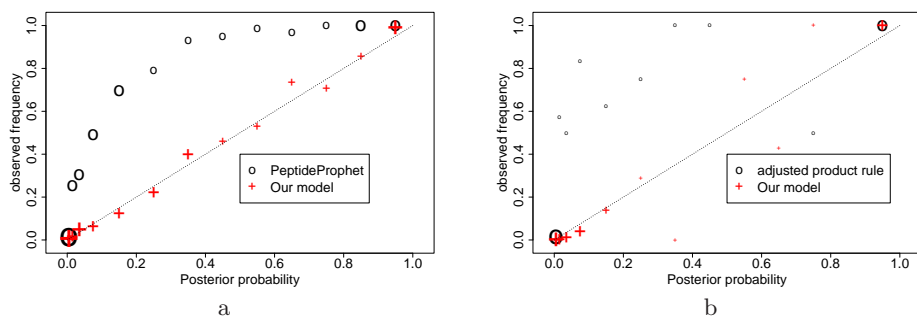 observed frequency
1.0
0.8
0.6
0.4
0.2
0.0
o PeptideProphet
+ Our model
0.0 0.2 0.4 0.6 0.8 1.0
Posterior probability
a
observed frequency
1.0
0.8
0.6
0.4
0.2
0.0
o adjusted product rule
+ Our model
0.0 0.2 0.4 0.6 0.8 1.0
Posterior probability
b